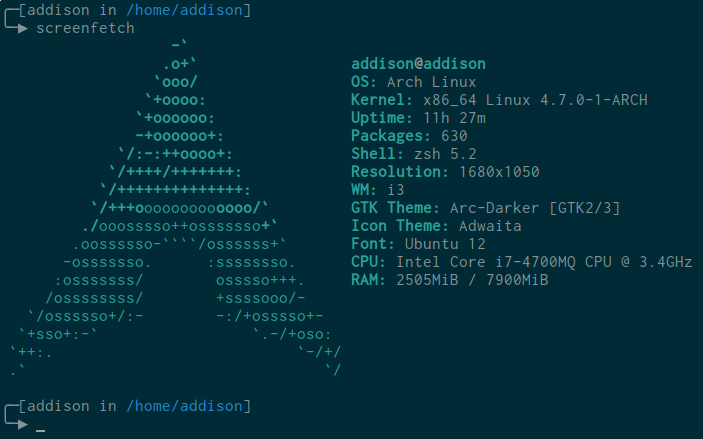 ╭─[addison in /home/addison]
╰─▶ screenfetch
-`
.o+`
`ooo/
`+oooo:
`+oooooo:
-+oooooo+:
`/:-:++oooo+:
`/++++/+++++++:
`/++++++++++++++:
`/+++ooooooooooooo/`
./ooosssso++osssssso+`
.oossssso-````/ossssss+`
-osssssso.      :ssssssso.
:osssssss/        osssso+++.
/ossssssss/        +ssssooo/-
`/ossssso+/:-        -:/+osssso+-
`+sso+:-`                 `.-/+oso:
`++:.                           `-/+/
.`                                 `/
addison@addison
OS: Arch Linux
Kernel: x86_64 Linux 4.7.0-1-ARCH
Uptime: 11h 27m
Packages: 630
Shell: zsh 5.2
Resolution: 1680x1050
WM: i3
GTK Theme: Arc-Darker [GTK2/3]
Icon Theme: Adwaita
Font: Ubuntu 12
CPU: Intel Core i7-4700MQ CPU @ 3.4GHz
RAM: 2505MiB / 7900MiB
╭─[addison in /home/addison]
╰─▶ _